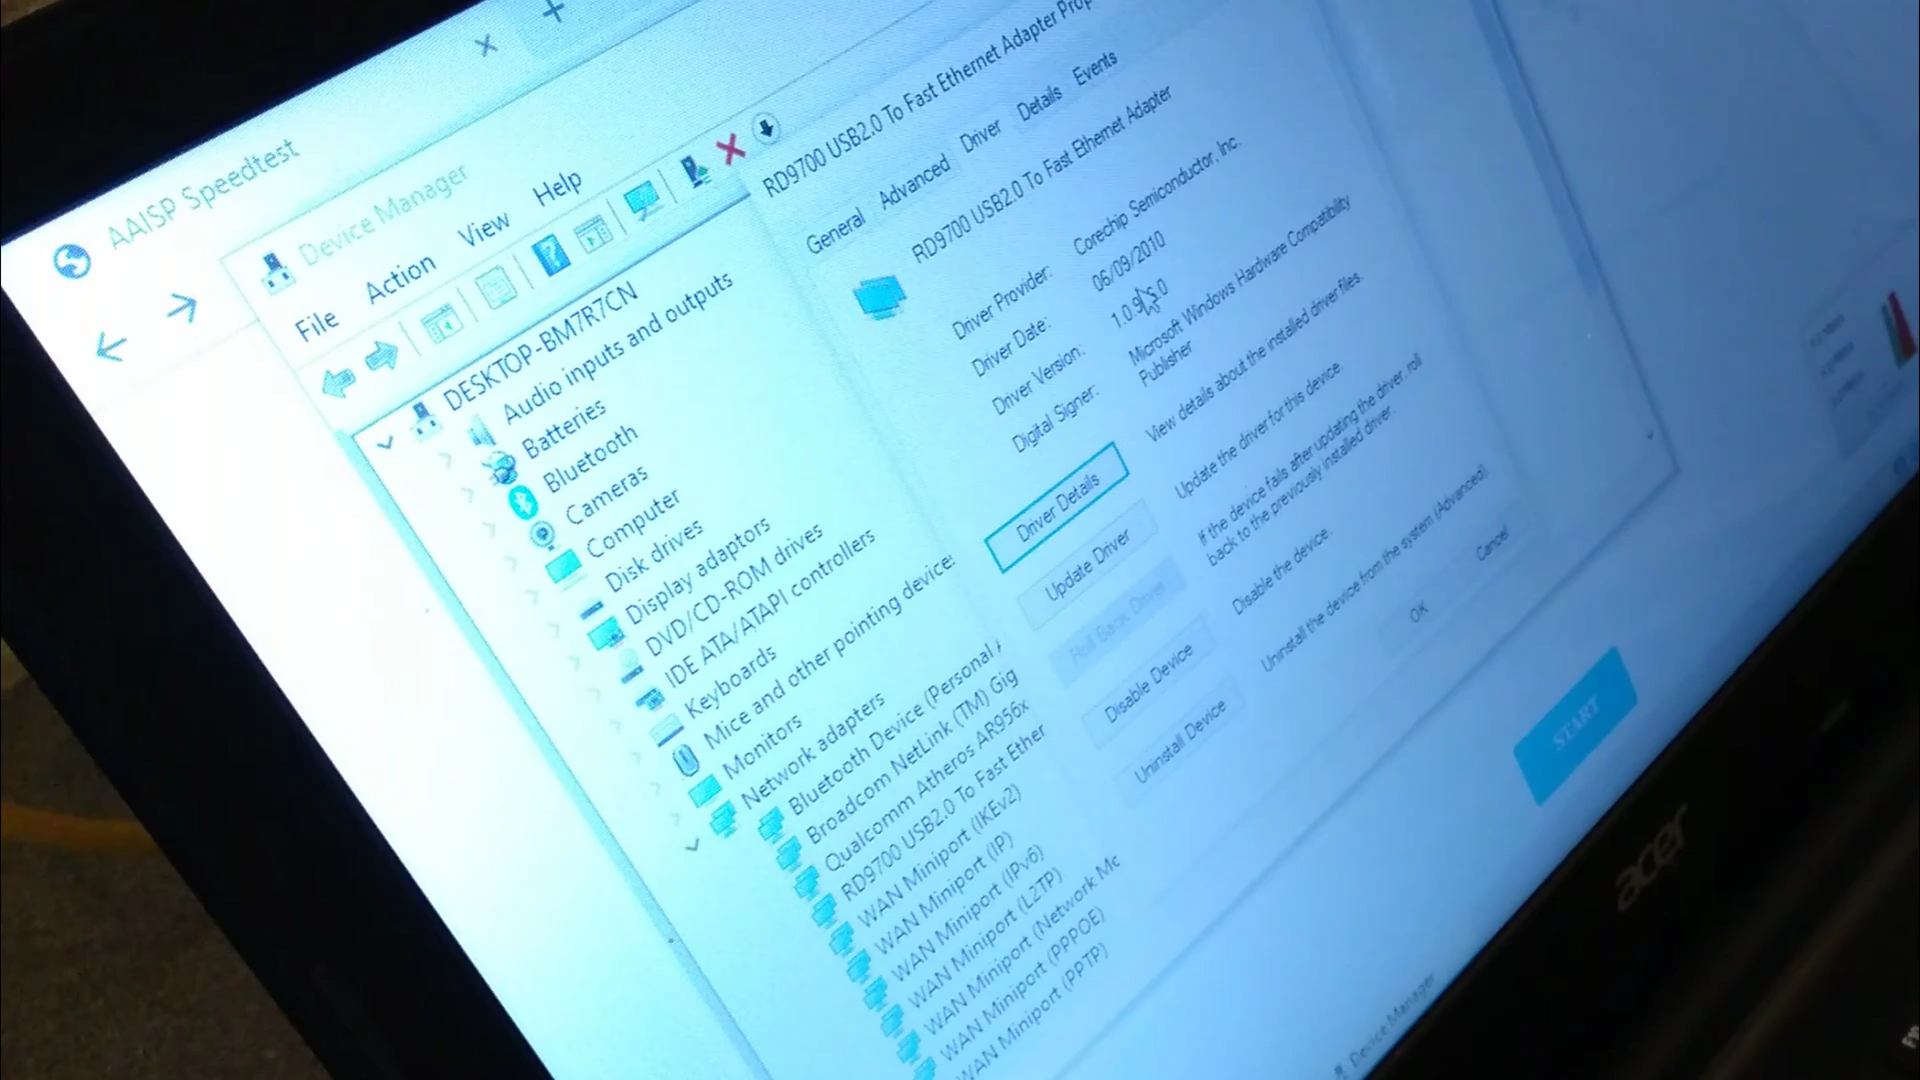 AAISP Speedtest
Device Manager
File Action View Help
DESKTOP-BM7R7CN
Audio inputs and outputs
Batteries
Bluetooth
Cameras
Computer
Disk drives
Display adaptors
DVD/CD-ROM drives
IDE ATA/ATAPI controllers
Keyboards
Mice and other pointing devices
Monitors
Network adapters
Bluetooth Device (Personal A
Broadcom NetLink (TM) Gig
Qualcomm Atheros AR956x
RD9700 USB2.0 To Fast Ether
WAN Miniport (IKEv2)
WAN Miniport (IP)
WAN Miniport (IPv6)
WAN Miniport (L2TP)
WAN Miniport (Network Mc
WAN Miniport (PPPOE)
WAN Miniport (PPTP)
RD9700 USB2.0 To Fast Ethernet Adapter Prop
General Advanced Driver Details Events
RD9700 USB2.0 To Fast Ethernet Adapter
Driver Provider: Corechip Semiconductor, Inc.
Driver Date: 06/09/2010
Driver Version:
Digital Signer: Microsoft Windows Hardware Compatibility
Publisher
Driver Details View details about the installed driver files.
Update Driver Update the driver for this device.
Roll Back Driver If the device fails after updating the driver, roll
back to the previously installed driver.
Disable Device Disable the device.
Uninstall Device Uninstall the device from the system (Advanced)
OK Cancel
START
acer
Device Manager